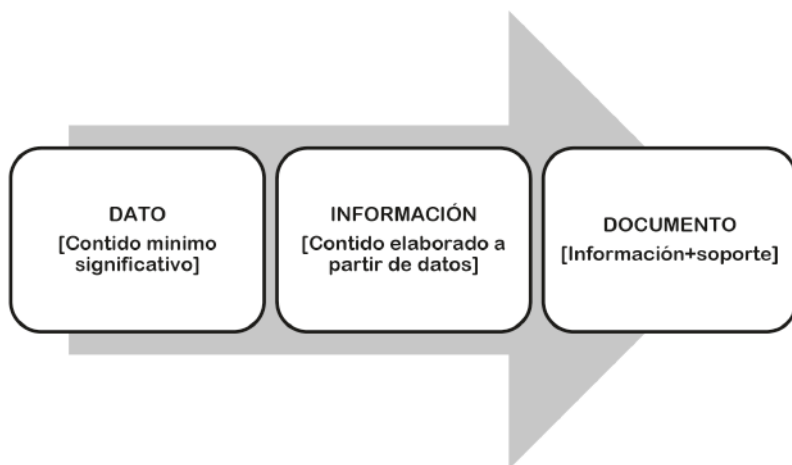 DATO
[Contido minimo
significativo]
INFORMACIÓN
[Contido elaborado a
partir de datos]
DOCUMENTO
[Información+soporte]